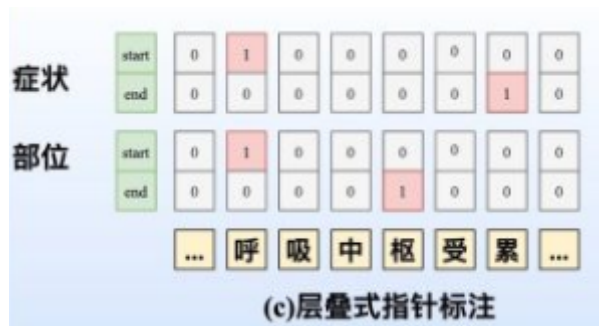 start 0 1 0 0 0 0 0 0
症状
end 0 0 0 0 0 0 1 0
start 0 1 0 0 0 0 0 0
部位
end 0 0 0 0 1 0 0 0
... 呼 吸 中 枢 受 累 ...
(c)层叠式指针标注